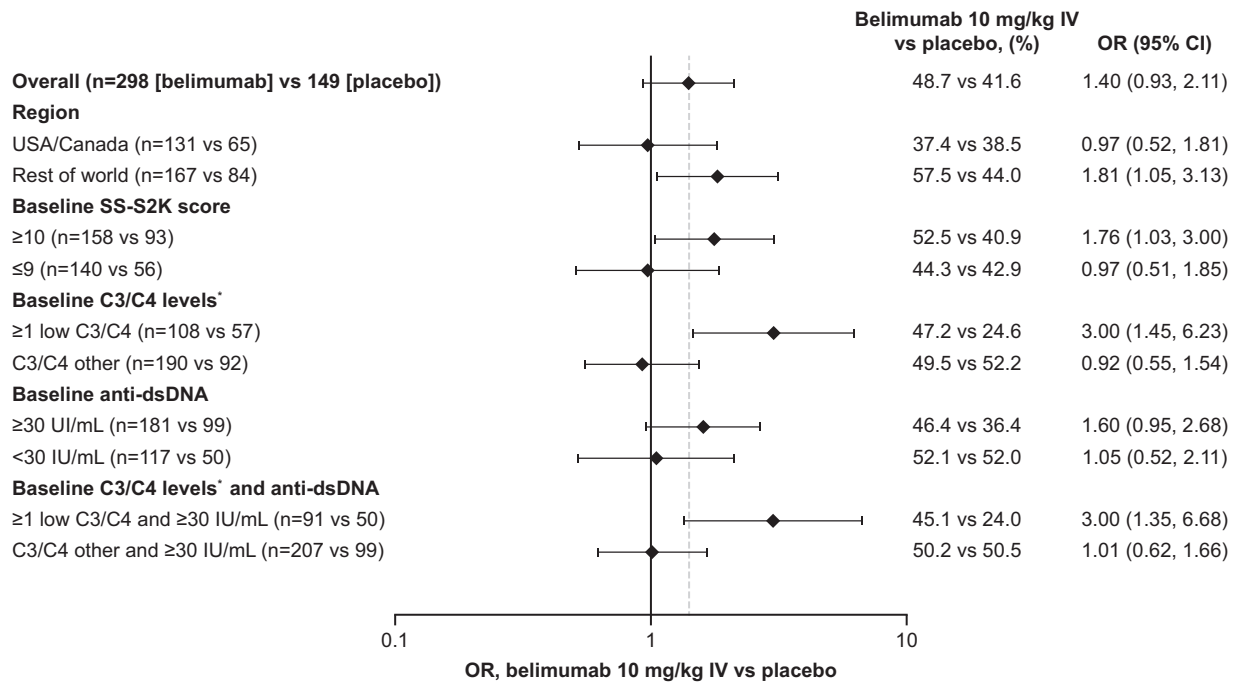 Belimumab 10 mg/kg IV
vs placebo, (%) OR (95% CI)
Overall (n=298 [belimumab] vs 149 [placebo]) 48.7 vs 41.6 1.40 (0.93, 2.11)
Region
USA/Canada (n=131 vs 65) 37.4 vs 38.5 0.97 (0.52, 1.81)
Rest of world (n=167 vs 84) 57.5 vs 44.0 1.81 (1.05, 3.13)
Baseline SS-S2K score
≥10 (n=158 vs 93) 52.5 vs 40.9 1.76 (1.03, 3.00)
≤9 (n=140 vs 56) 44.3 vs 42.9 0.97 (0.51, 1.85)
Baseline C3/C4 levels*
≥1 low C3/C4 (n=108 vs 57) 47.2 vs 24.6 3.00 (1.45, 6.23)
C3/C4 other (n=190 vs 92) 49.5 vs 52.2 0.92 (0.55, 1.54)
Baseline anti-dsDNA
≥30 UI/mL (n=181 vs 99) 46.4 vs 36.4 1.60 (0.95, 2.68)
<30 IU/mL (n=117 vs 50) 52.1 vs 52.0 1.05 (0.52, 2.11)
Baseline C3/C4 levels* and anti-dsDNA
≥1 low C3/C4 and ≥30 IU/mL (n=91 vs 50) 45.1 vs 24.0 3.00 (1.35, 6.68)
C3/C4 other and ≥30 IU/mL (n=207 vs 99) 50.2 vs 50.5 1.01 (0.62, 1.66)
0.1 1 10
OR, belimumab 10 mg/kg IV vs placebo